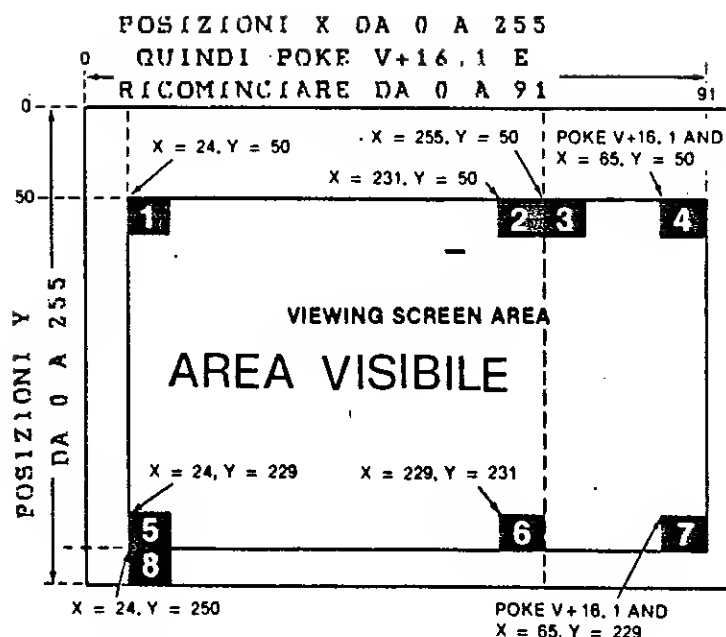 POSIZIONI X DA 0 A 255
QUINDI POKE V+16,1 E
RICOMINCIARE DA 0 A 91
0
91
0
50
X = 24, Y = 50
X = 255, Y = 50
X = 231, Y = 50
POKE V+16, 1 AND
X = 65, Y = 50
1
2
3
4
POSIZIONI Y
DA 0 A 255
VIEWING SCREEN AREA
AREA VISIBILE
X = 24, Y = 229
X = 229, Y = 231
5
6
7
8
X = 24, Y = 250
POKE V+16, 1 AND
X = 65, Y = 229